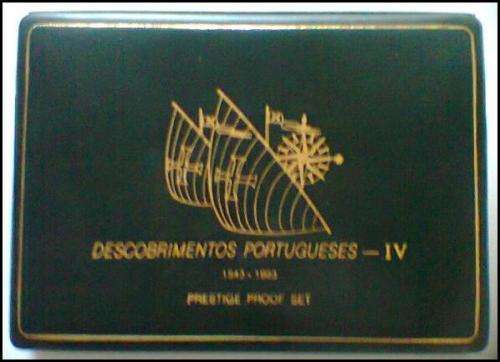 DESCOBRIMENTOS PORTUGUESES — IV
1543 - 1993
PRESTIGE PROOF SET